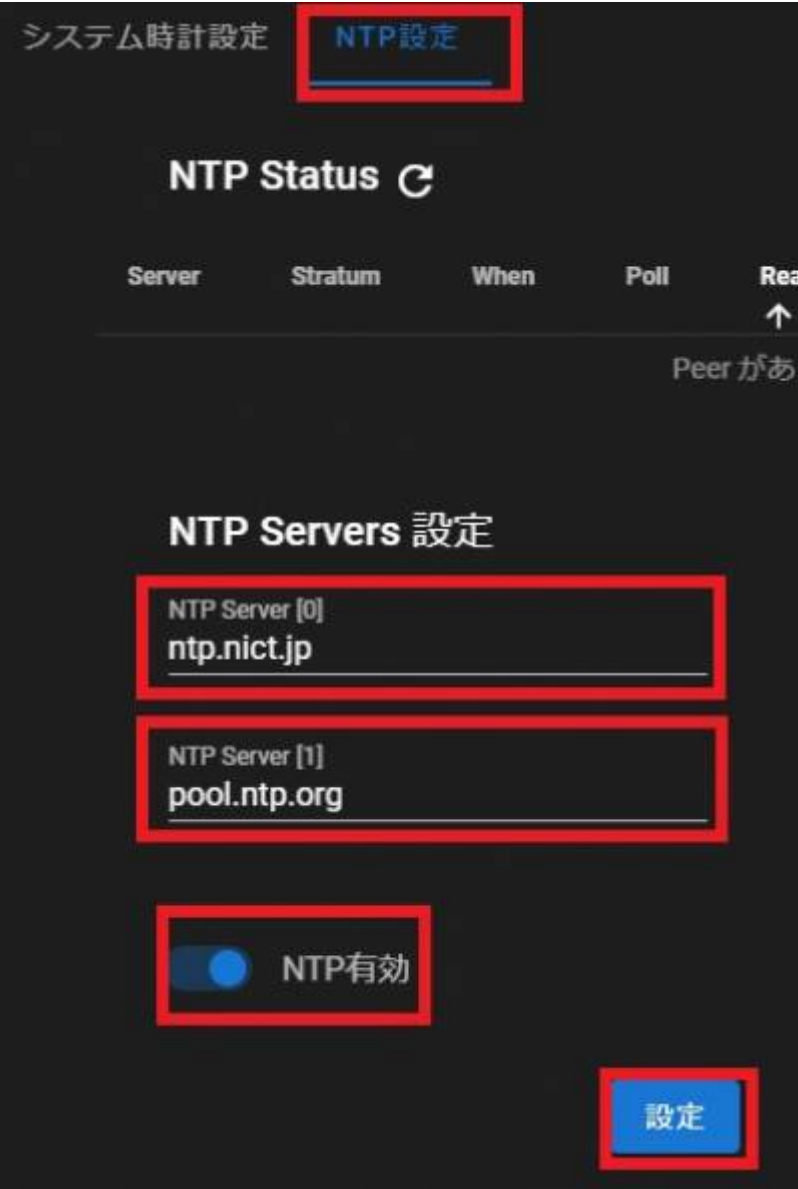 システム時計設定 NTP設定
NTP Status
Server Stratum When Poll Rea
Peer があ
NTP Servers 設定
NTP Server [0]
ntp.nict.jp
NTP Server [1]
pool.ntp.org
NTP有効
設定